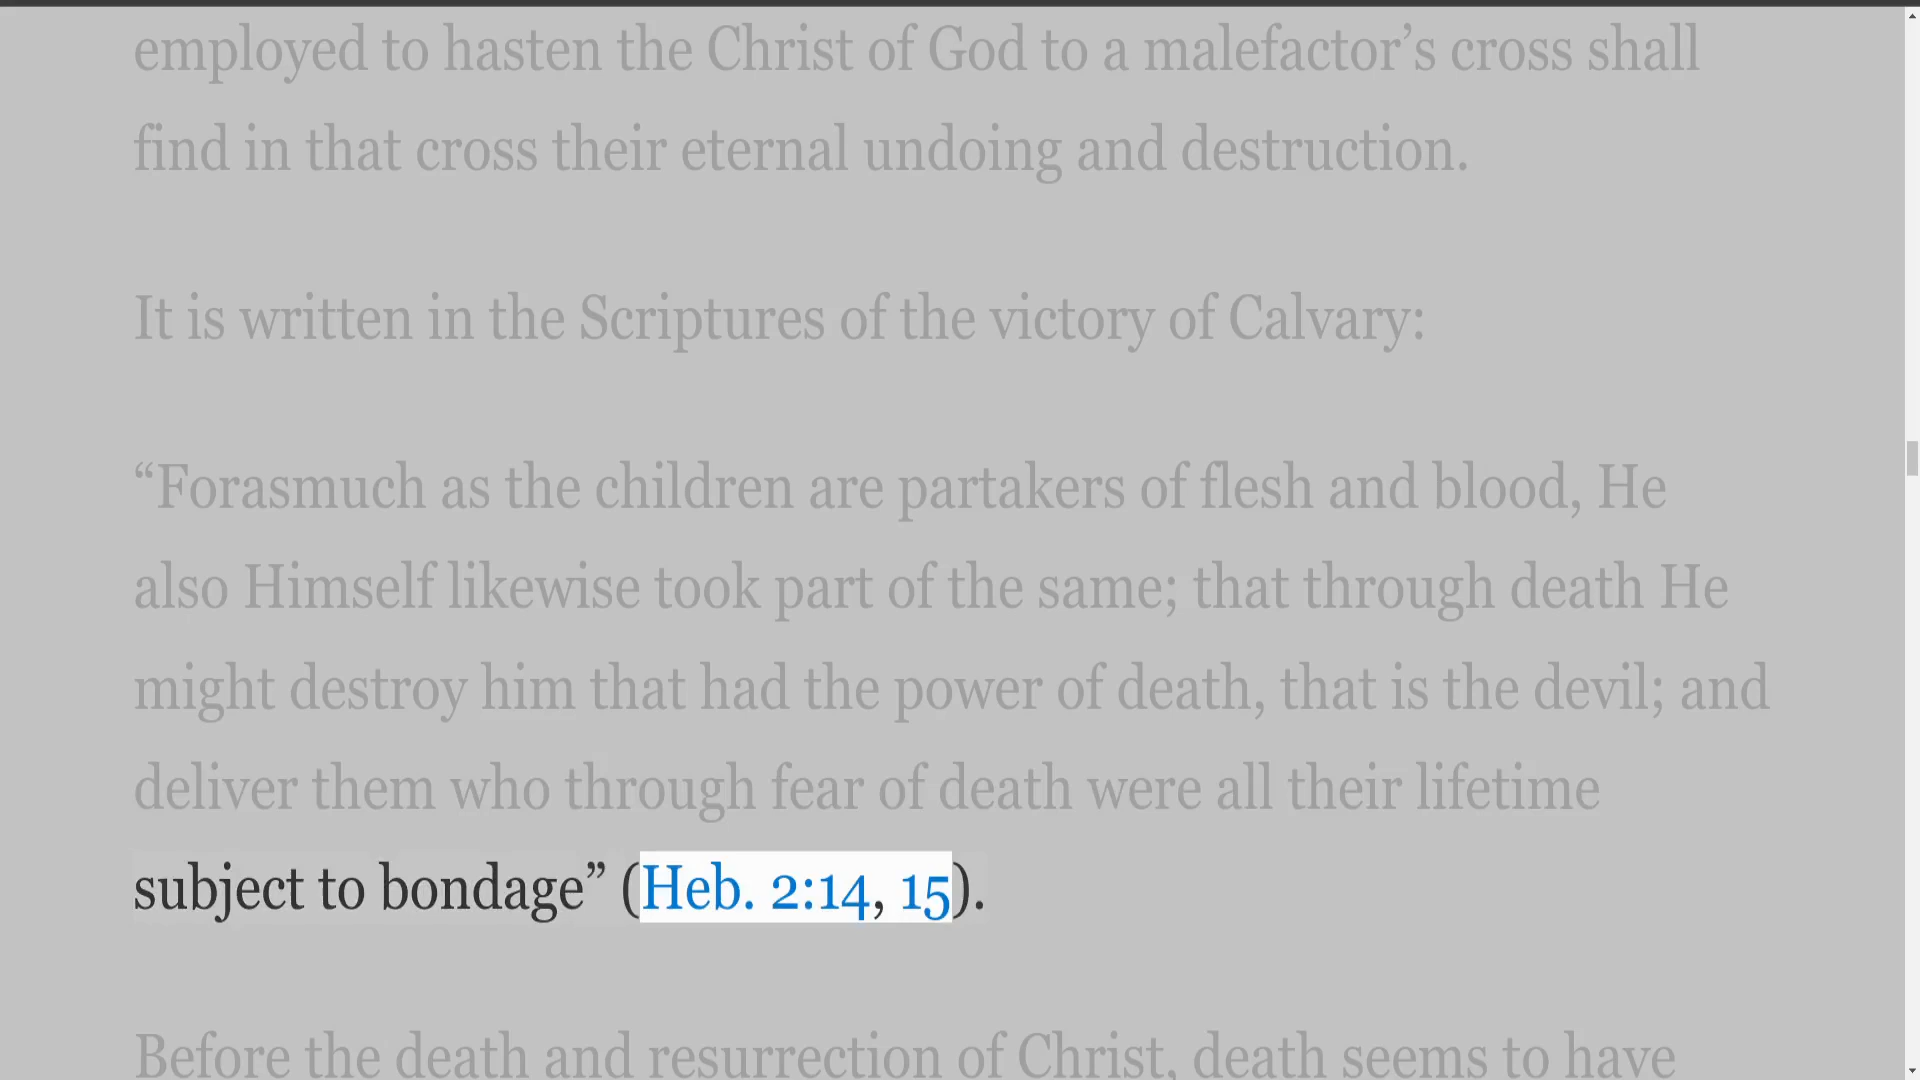 employed to hasten the Christ of God to a malefactor’s cross shall
find in that cross their eternal undoing and destruction.
It is written in the Scriptures of the victory of Calvary:
“Forasmuch as the children are partakers of flesh and blood, He
also Himself likewise took part of the same; that through death He
might destroy him that had the power of death, that is the devil; and
deliver them who through fear of death were all their lifetime
subject to bondage” (Heb. 2:14, 15).
Before the death and resurrection of Christ, death seems to have